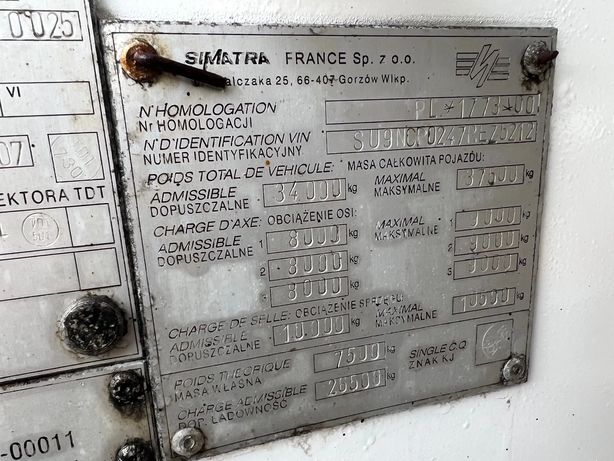 0025
VI
07
EKTORA TDT
-00011
SIMATRA FRANCE Sp. z o.o.
25, 66-407 Gorzów Wlkp.
N° HOMOLOGATION
Nr HOMOLOGACJI
PL*1773*00
N° D'IDENTIFICATION VIN
NUMER IDENTYFIKACYJNY
POIDS TOTAL DE VEHICULE: MASA CAŁKOWITA POJAZDU:
ADMISSIBLE
DOPUSZCZALNE
34000 kg
MAXIMAL
MAKSYMALNE
37500 kg
CHARGE D'AXE: OBCIĄŻENIE OSI:
ADMISSIBLE
DOPUSZCZALNE
1 8000 kg
2 8000 kg
8000 kg
MAXIMAL
MAKSYMALNE
1 9000 kg
2 9000 kg
3 9000 kg
CHARGE DE SELLE: OBCIĄŻENIE SPRZĘGU:
ADMISSIBLE
DOPUSZCZALNE
10000 kg
MAXIMAL
MAKSYMALNE
10500 kg
POIDS THEORIQUE
MASA WŁASNA
7500 kg
SINGLE C.Q.
ZNAK KJ
CHARGE ADMISSIBLE
DOP. ŁADOWNOŚĆ
26500 kg